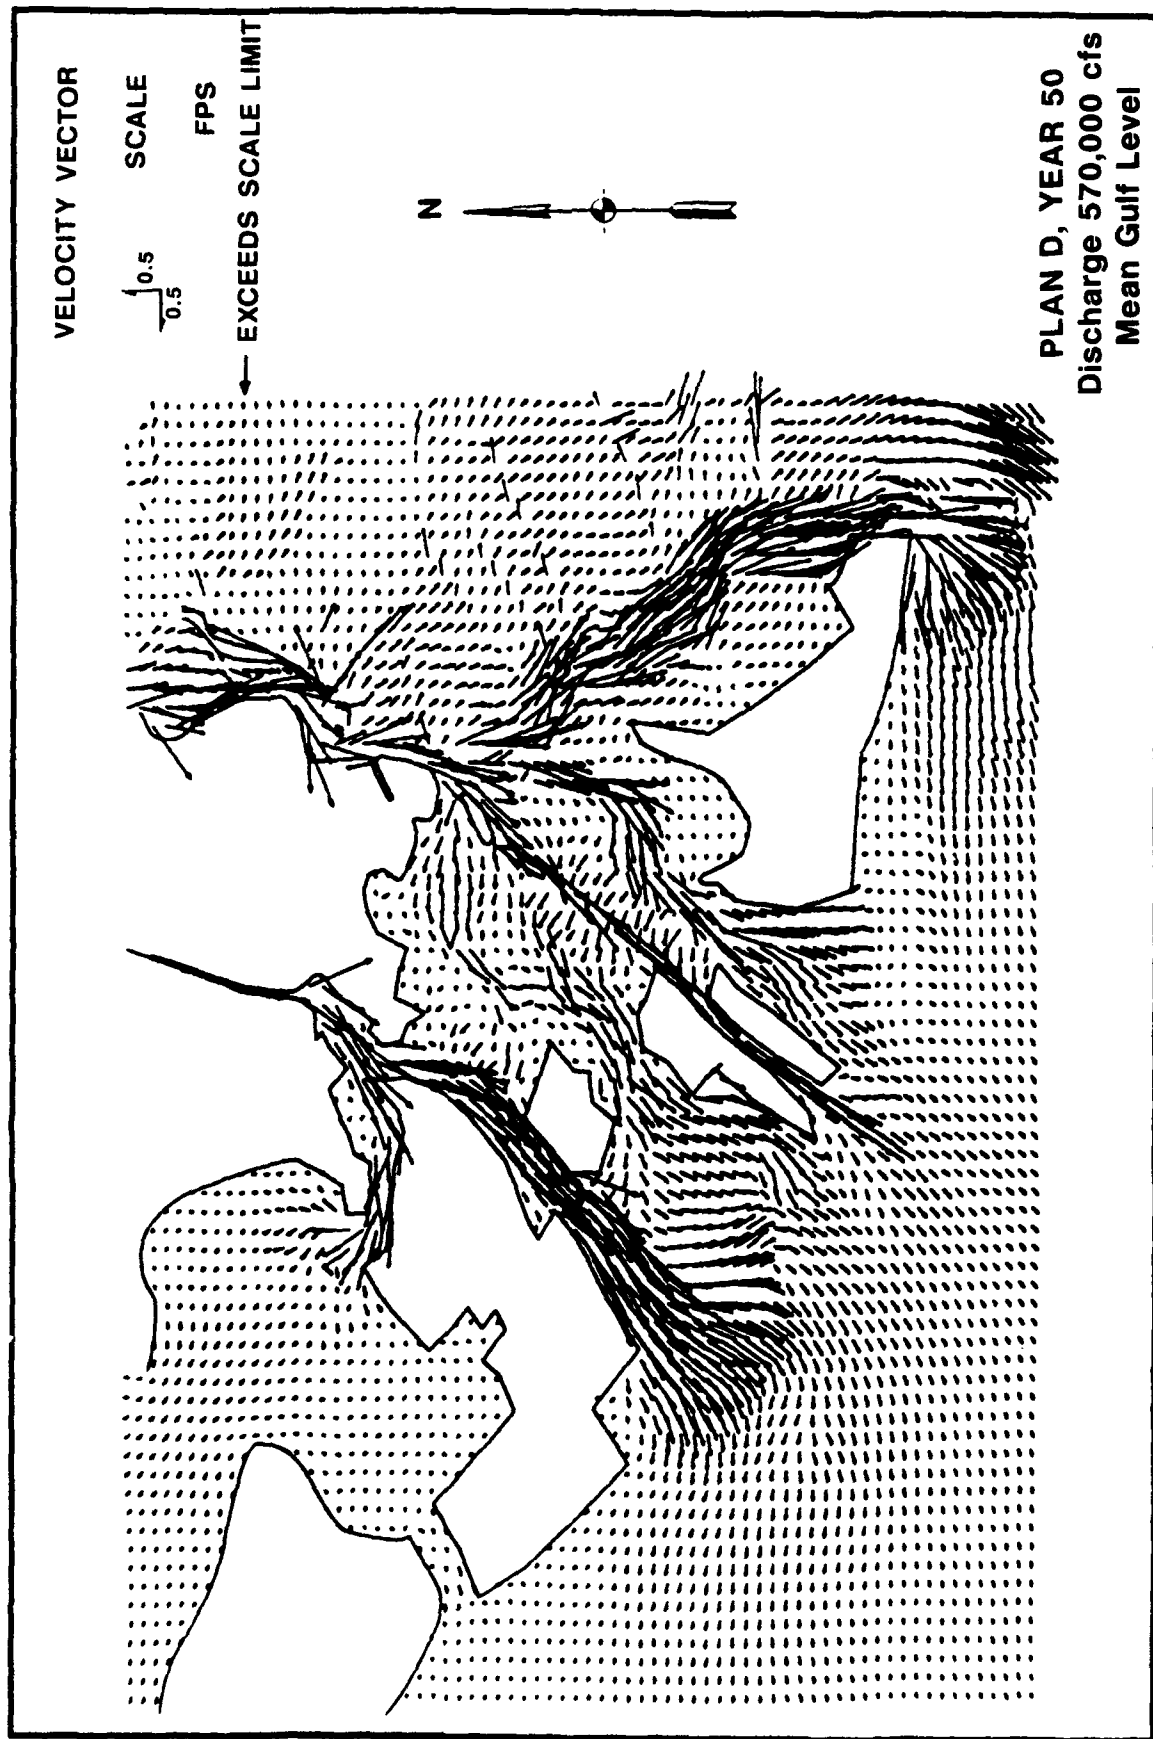 VELOCITY VECTOR
SCALE
0.5
0.5
FPS
EXCEEDS SCALE LIMIT
N
PLAN D, YEAR 50
Discharge 570,000 cfs
Mean Gulf Level